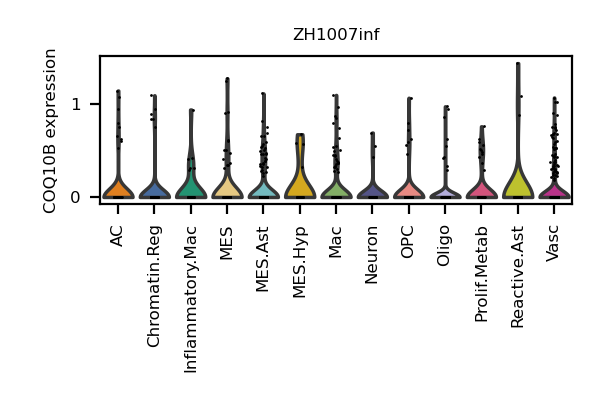 ZH1007inf
COQ10B expression
1
0
AC
Chromatin.Reg
Inflammatory.Mac
MES
MES.Ast
MES.Hyp
Mac
Neuron
OPC
Oligo
Prolif.Metab
Reactive.Ast
Vasc